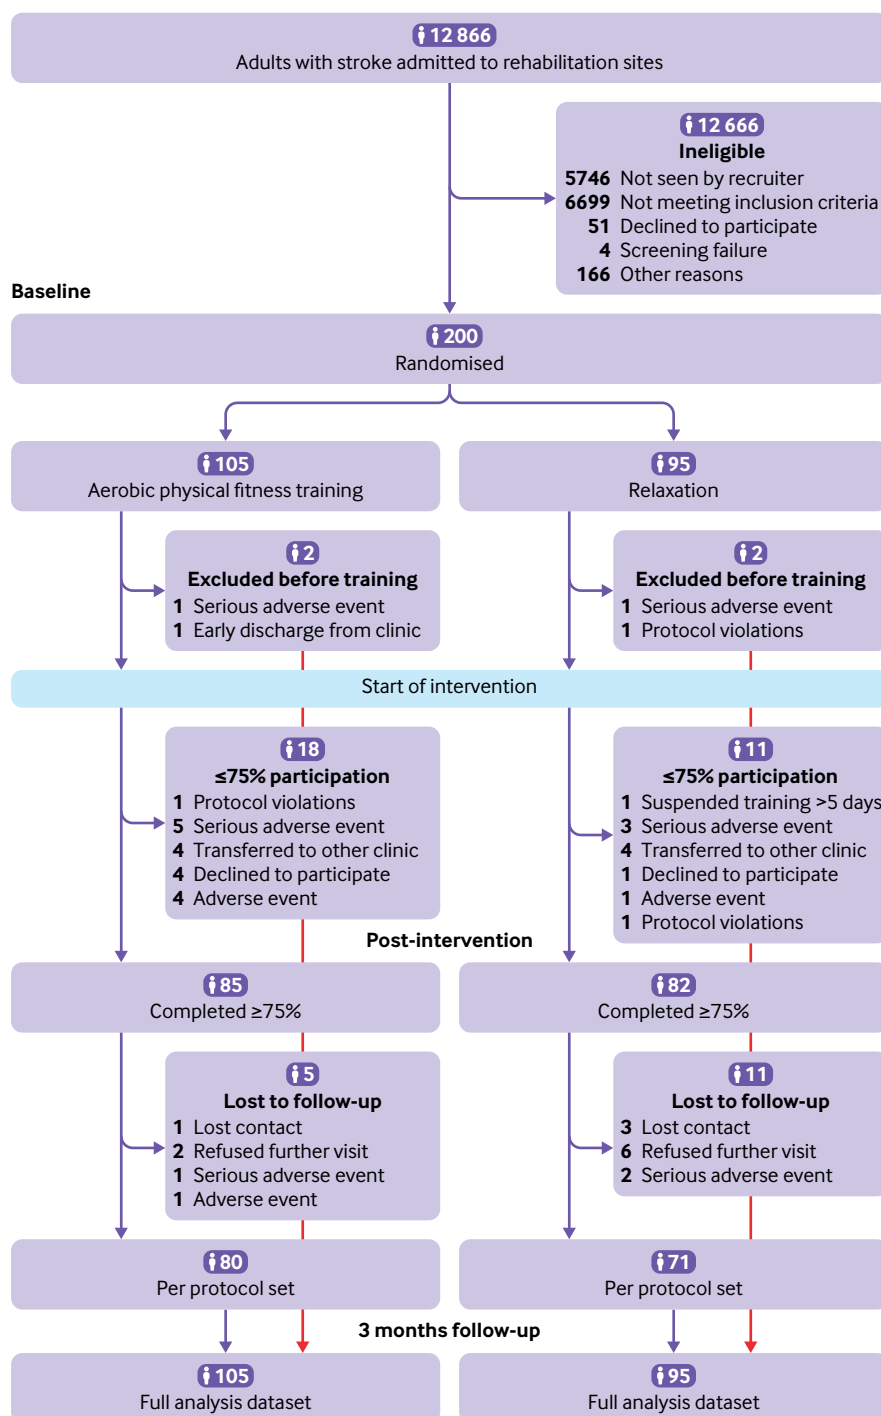 12 866
Adults with stroke admitted to rehabilitation sites
12 666
Ineligible
5746 Not seen by recruiter
6699 Not meeting inclusion criteria
51 Declined to participate
4 Screening failure
166 Other reasons
Baseline
200
Randomised
105
Aerobic physical fitness training
95
Relaxation
2
Excluded before training
1 Serious adverse event
1 Early discharge from clinic
2
Excluded before training
1 Serious adverse event
1 Protocol violations
Start of intervention
18
≤75% participation
1 Protocol violations
5 Serious adverse event
4 Transferred to other clinic
4 Declined to participate
4 Adverse event
11
≤75% participation
1 Suspended training >5 days
3 Serious adverse event
4 Transferred to other clinic
1 Declined to participate
1 Adverse event
1 Protocol violations
Post-intervention
85
Completed ≥75%
82
Completed ≥75%
5
Lost to follow-up
1 Lost contact
2 Refused further visit
1 Serious adverse event
1 Adverse event
11
Lost to follow-up
3 Lost contact
6 Refused further visit
2 Serious adverse event
80
Per protocol set
71
Per protocol set
3 months follow-up
105
Full analysis dataset
95
Full analysis dataset